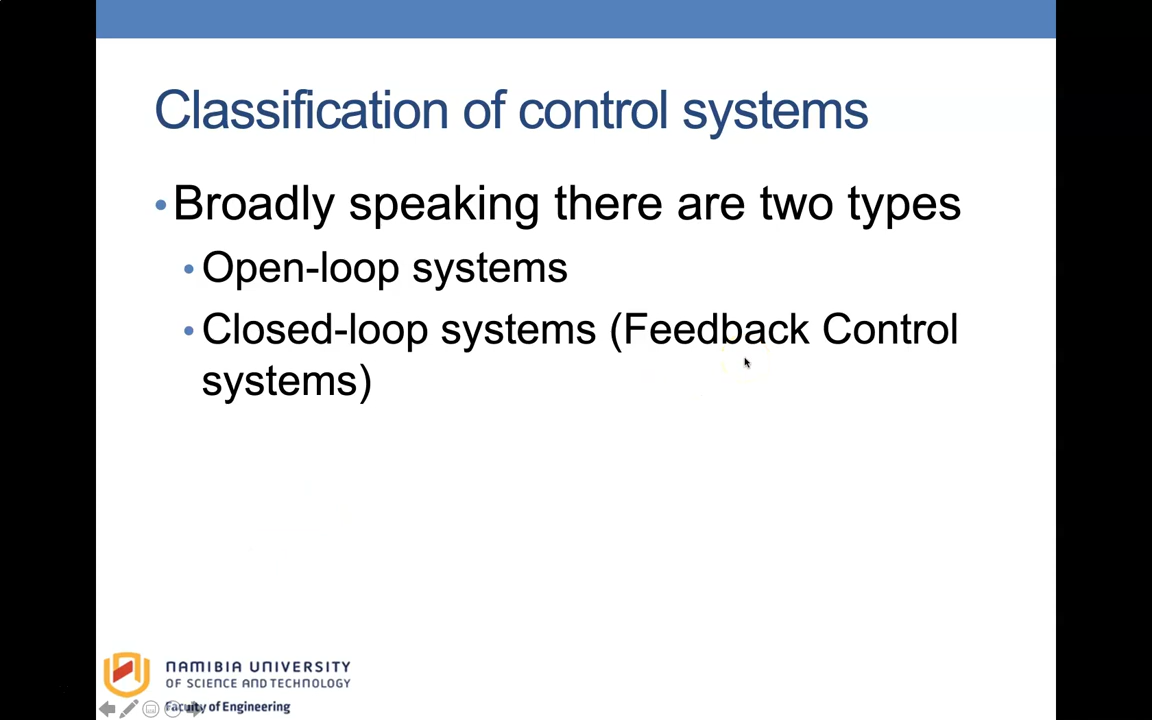 Classification of control systems
•Broadly speaking there are two types
•Open-loop systems
•Closed-loop systems (Feedback Control
systems)
NAMIBIA UNIVERSITY
OF SCIENCE AND TECHNOLOGY
Faculty of Engineering